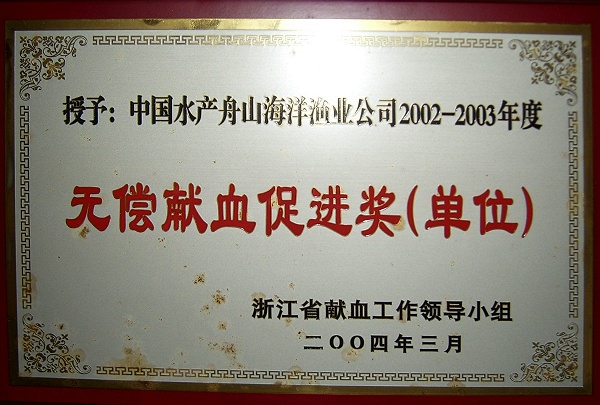 授予：中国水产舟山海洋渔业公司2002-2003年度
无偿献血促进奖(单位)
浙江省献血工作领导小组
二〇〇四年三月